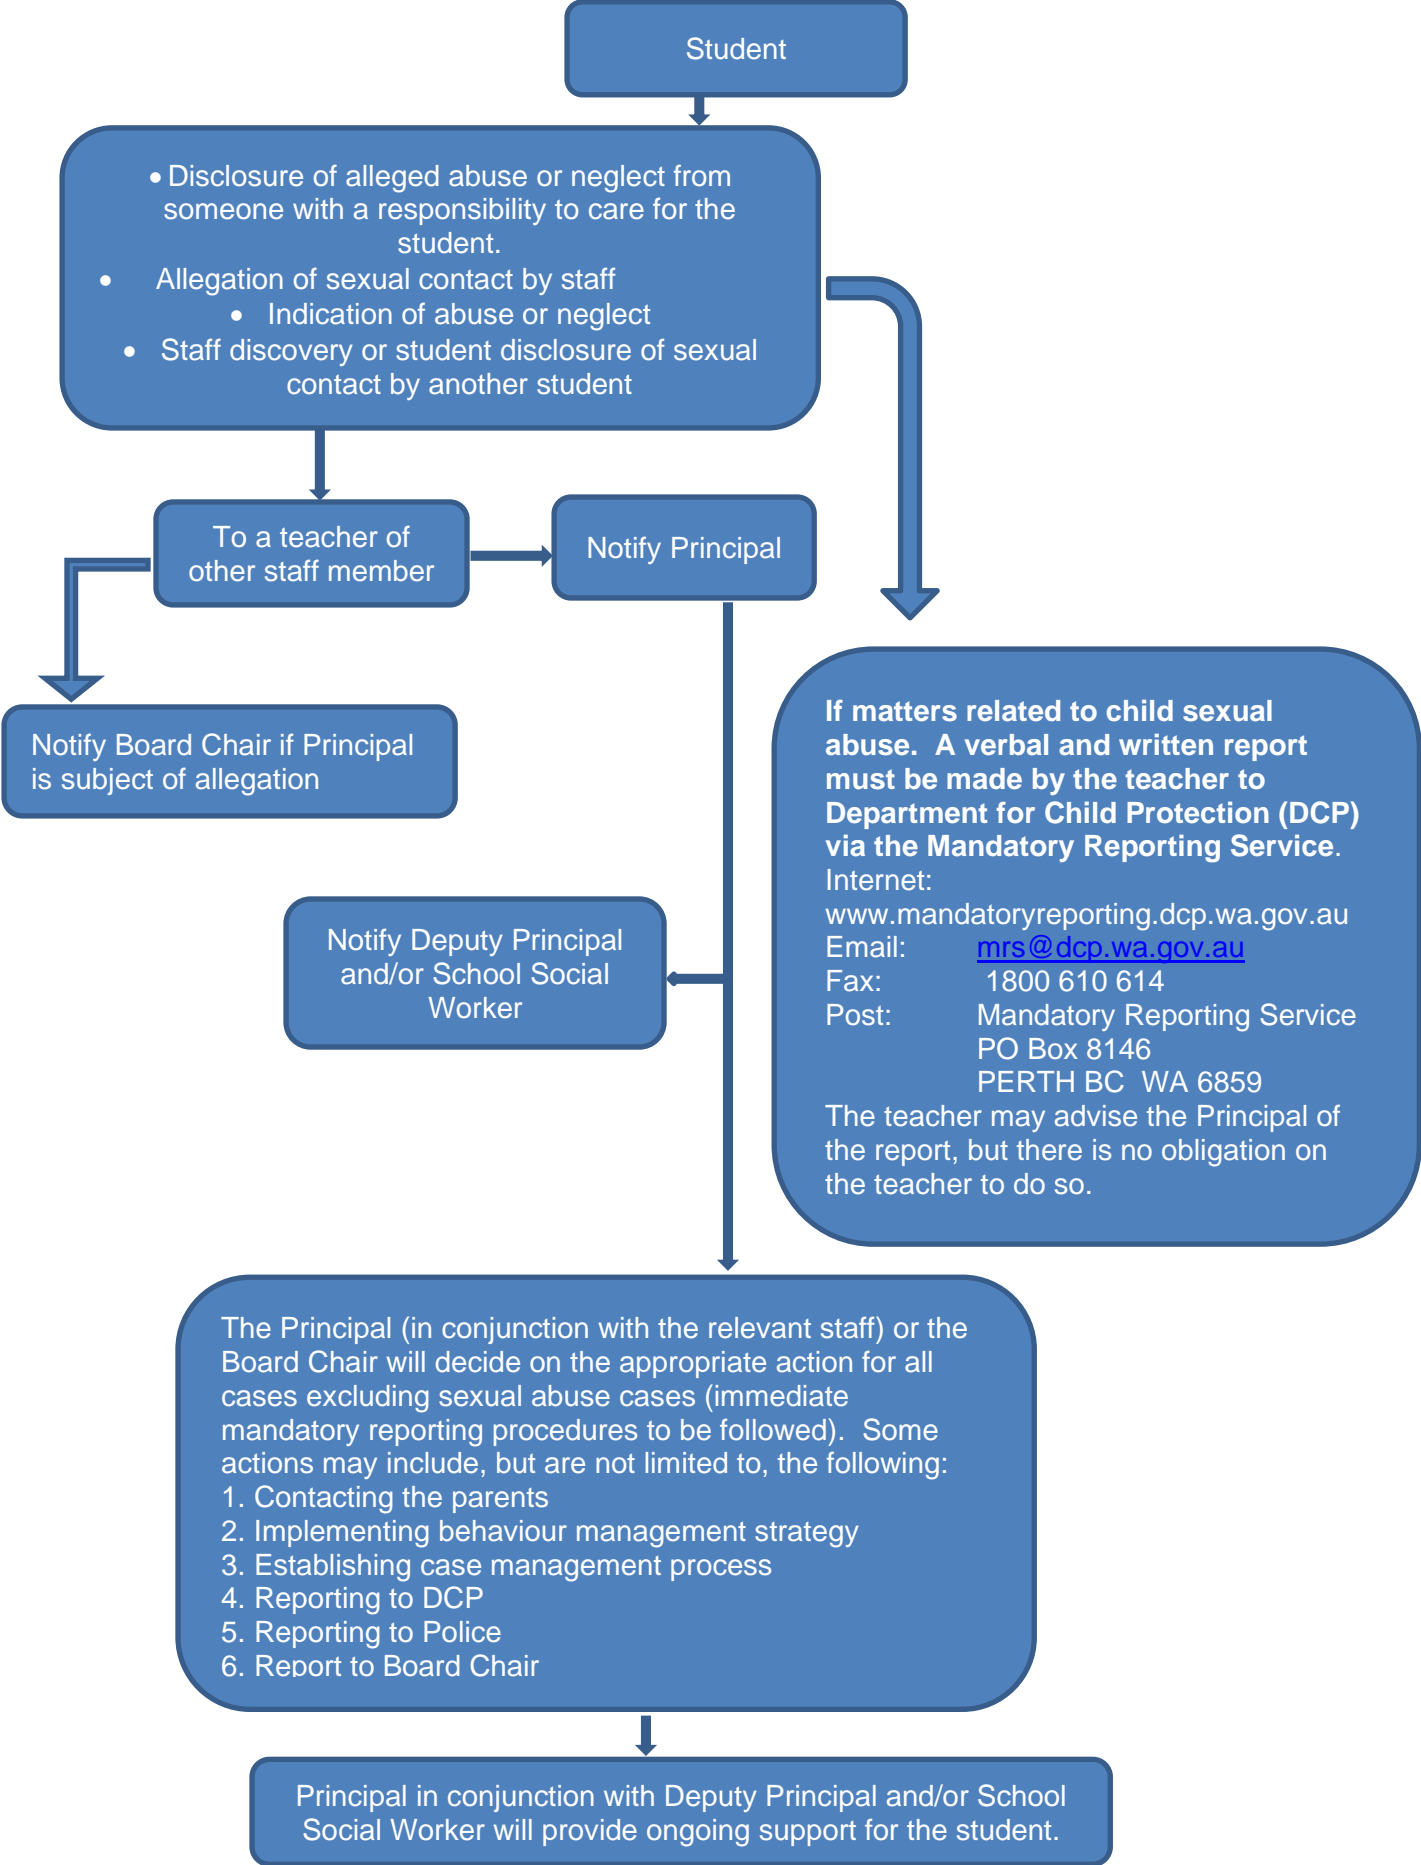 Student
• Disclosure of alleged abuse or neglect from
someone with a responsibility to care for the
student.
• Allegation of sexual contact by staff
• Indication of abuse or neglect
• Staff discovery or student disclosure of sexual
contact by another student
To a teacher of
other staff member
Notify Principal
Notify Board Chair if Principal
is subject of allegation
If matters related to child sexual
abuse.  A verbal and written report
must be made by the teacher to
Department for Child Protection (DCP)
via the Mandatory Reporting Service.
Internet:
www.mandatoryreporting.dcp.wa.gov.au
Email: mrs@dcp.wa.gov.au
Fax: 1800 610 614
Post: Mandatory Reporting Service
PO Box 8146
PERTH BC  WA 6859
The teacher may advise the Principal of
the report, but there is no obligation on
the teacher to do so.
Notify Deputy Principal
and/or School Social
Worker
The Principal (in conjunction with the relevant staff) or the
Board Chair will decide on the appropriate action for all
cases excluding sexual abuse cases (immediate
mandatory reporting procedures to be followed).  Some
actions may include, but are not limited to, the following:
1. Contacting the parents
2. Implementing behaviour management strategy
3. Establishing case management process
4. Reporting to DCP
5. Reporting to Police
6. Report to Board Chair
Principal in conjunction with Deputy Principal and/or School
Social Worker will provide ongoing support for the student.